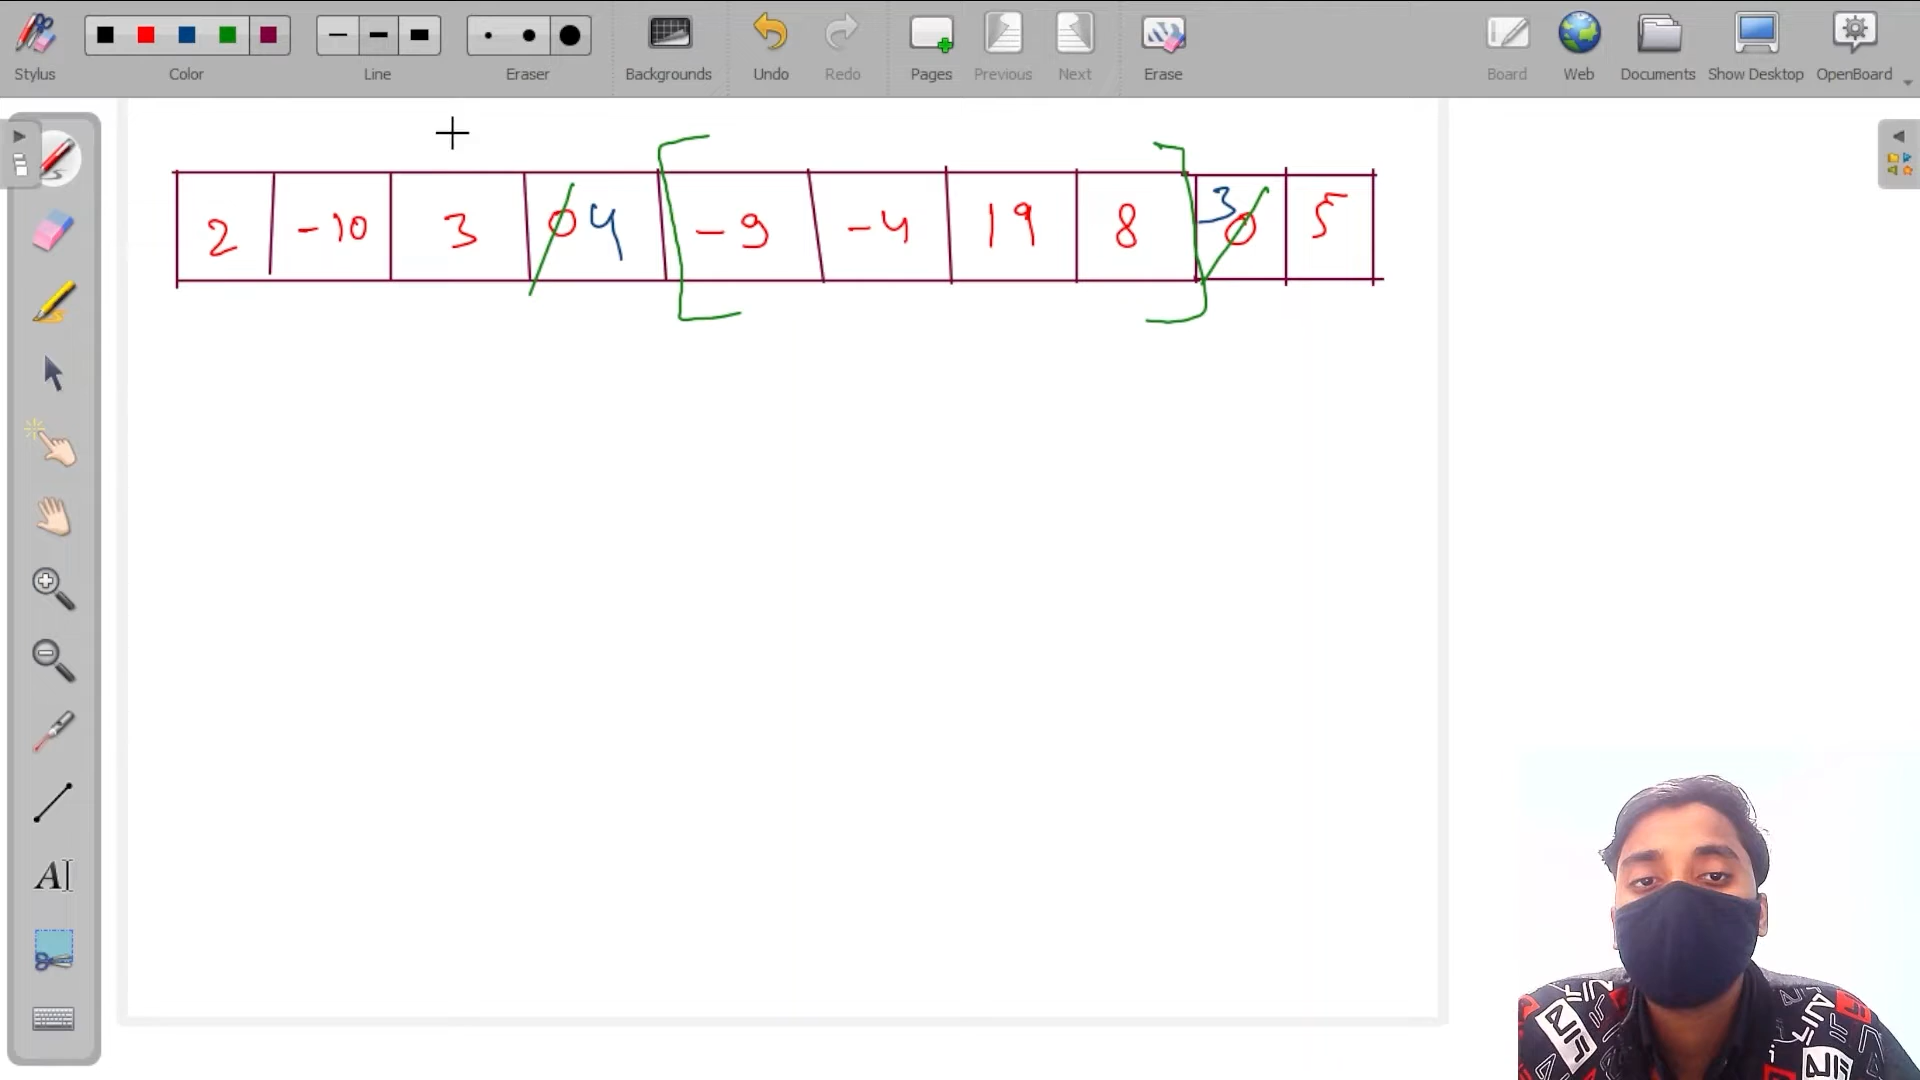 Stylus Color Line Eraser Backgrounds Undo Redo Pages Previous Next Erase Board Web Documents Show Desktop OpenBoard
2 -10 3 0 4 -9 -4 19 8 3 0 5
A